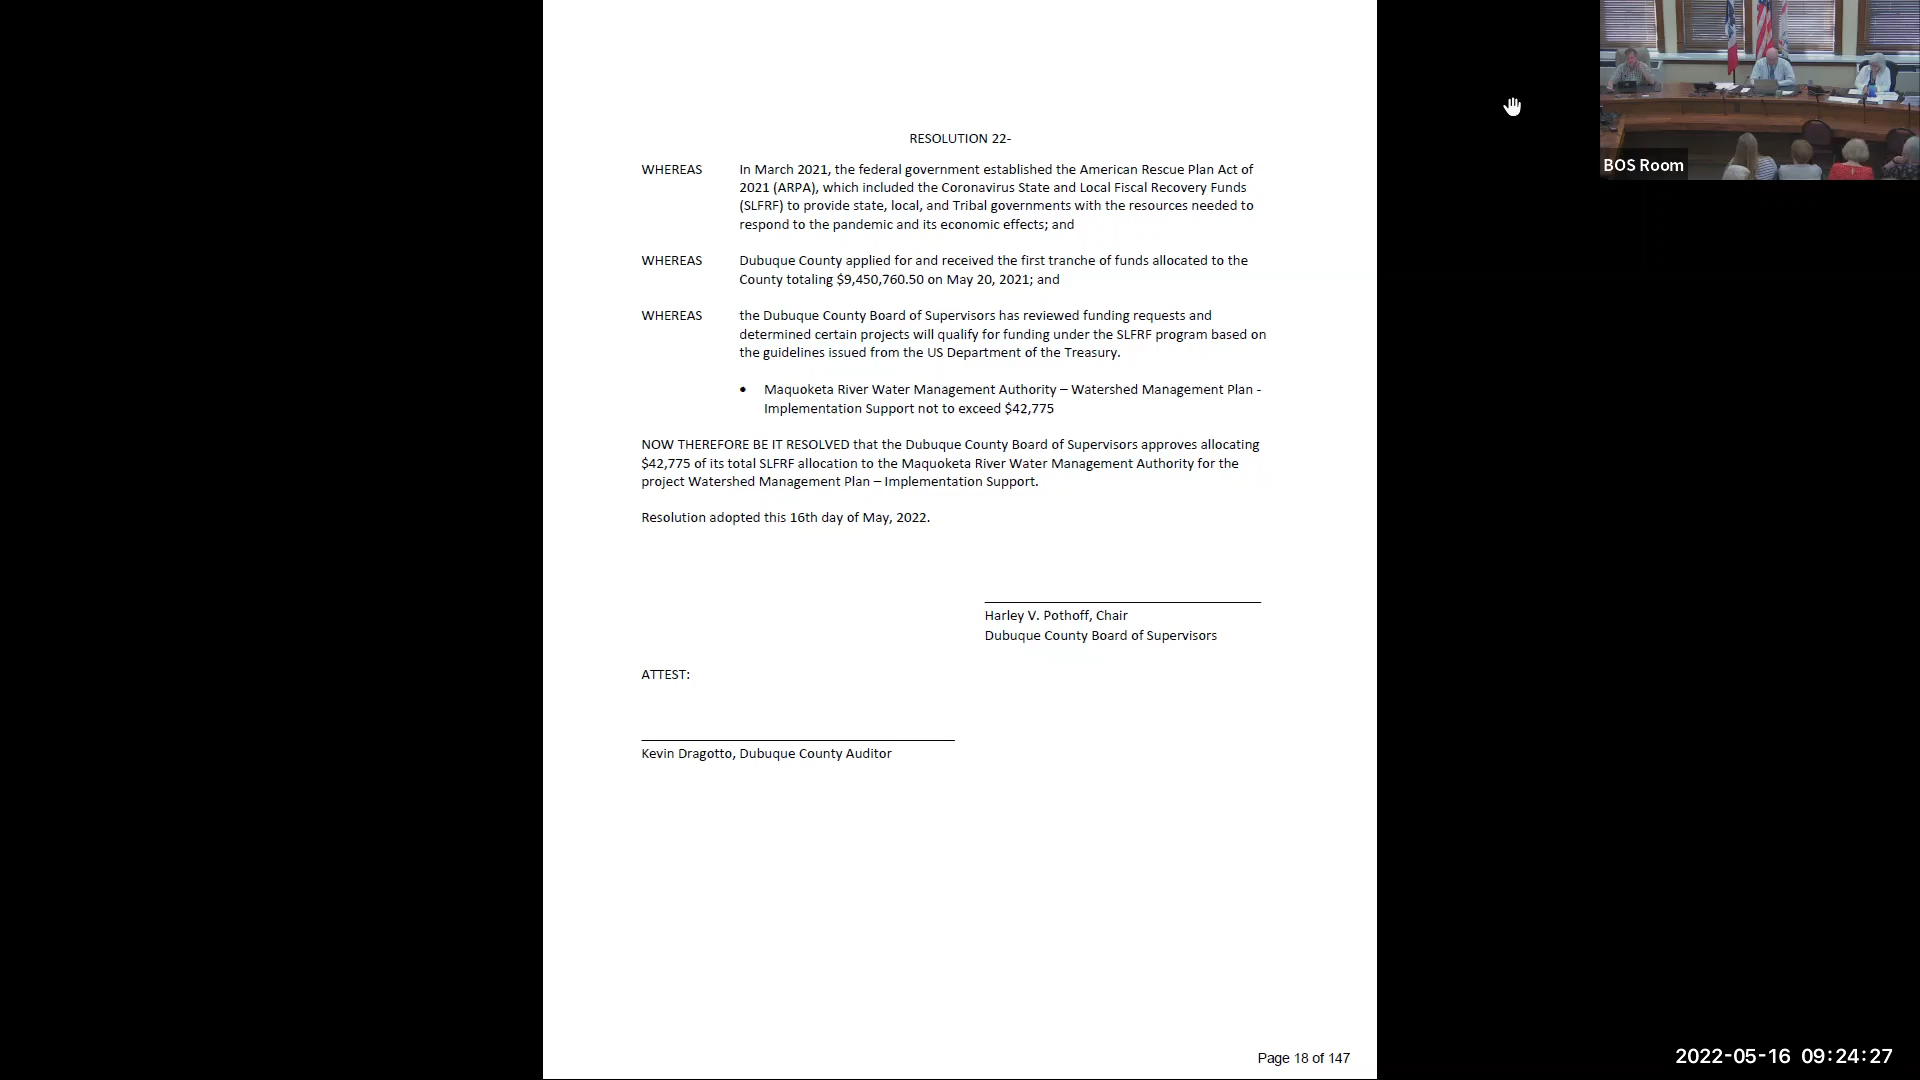 RESOLUTION 22-
WHEREAS In March 2021, the federal government established the American Rescue Plan Act of
2021 (ARPA), which included the Coronavirus State and Local Fiscal Recovery Funds
(SLFRF) to provide state, local, and Tribal governments with the resources needed to
respond to the pandemic and its economic effects; and
WHEREAS Dubuque County applied for and received the first tranche of funds allocated to the
County totaling $9,450,760.50 on May 20, 2021; and
WHEREAS the Dubuque County Board of Supervisors has reviewed funding requests and
determined certain projects will qualify for funding under the SLFRF program based on
the guidelines issued from the US Department of the Treasury.
• Maquoketa River Water Management Authority – Watershed Management Plan -
Implementation Support not to exceed $42,775
NOW THEREFORE BE IT RESOLVED that the Dubuque County Board of Supervisors approves allocating
$42,775 of its total SLFRF allocation to the Maquoketa River Water Management Authority for the
project Watershed Management Plan – Implementation Support.
Resolution adopted this 16th day of May, 2022.
Harley V. Pothoff, Chair
Dubuque County Board of Supervisors
ATTEST:
Kevin Dragotto, Dubuque County Auditor
Page 18 of 147
BOS Room
2022-05-16 09:24:27